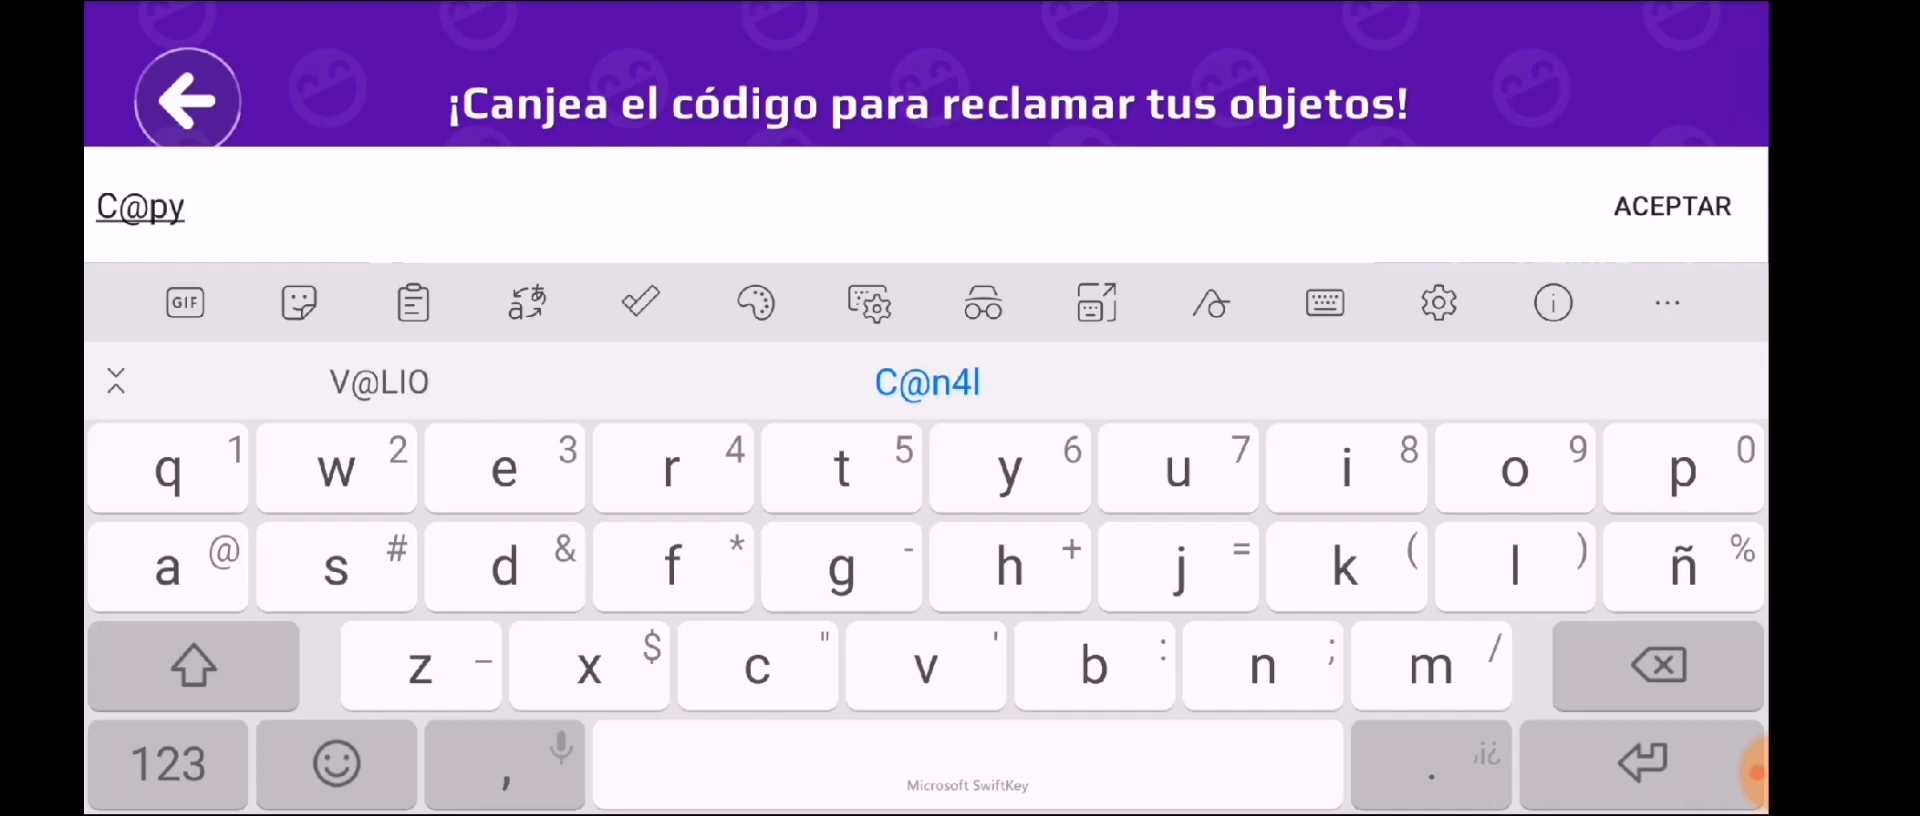 ¡Canjea el código para reclamar tus objetos!
C@py
ACEPTAR
GIF
V@LIO
C@n4l
q 1 w 2 e 3 r 4 t 5 y 6 u 7 i 8 o 9 p 0
a @ s # d & f * g - h + j = k ( l ) ñ %
z _ x $ c " v ' b : n ; m /
123 , . ,¡¿
Microsoft SwiftKey